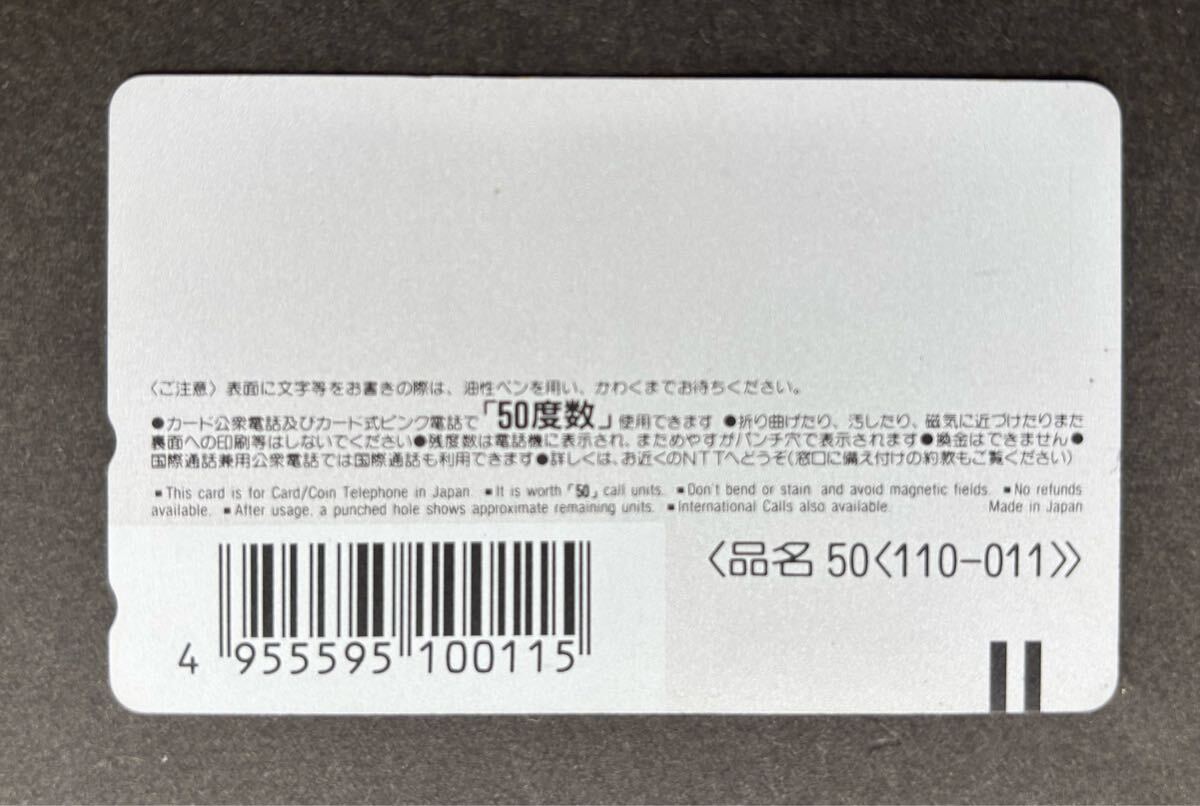 〈ご注意〉表面に文字等をお書きの際は、油性ペンを用い、かわくまでお待ちください。
●カード公衆電話及びカード式ピンク電話で「50度数」使用できます ●折り曲げたり、汚したり、磁気に近づけたりまた
裏面への印刷等はしないでください●残度数は電話機に表示され、まためやすがパンチ穴で表示されます●換金はできません●
国際通話兼用公衆電話では国際通話も利用できます●詳しくは、お近くのNTTへどうぞ(窓口に備え付けの約款もご覧ください)
■This card is for Card/Coin Telephone in Japan. ■It is worth「50」call units. ■Don't bend or stain and avoid magnetic fields. ■No refunds
available. ■After usage, a punched hole shows approximate remaining units. ■International Calls also available. Made in Japan
〈品名 50〈110-011〉〉
4 955595 100115